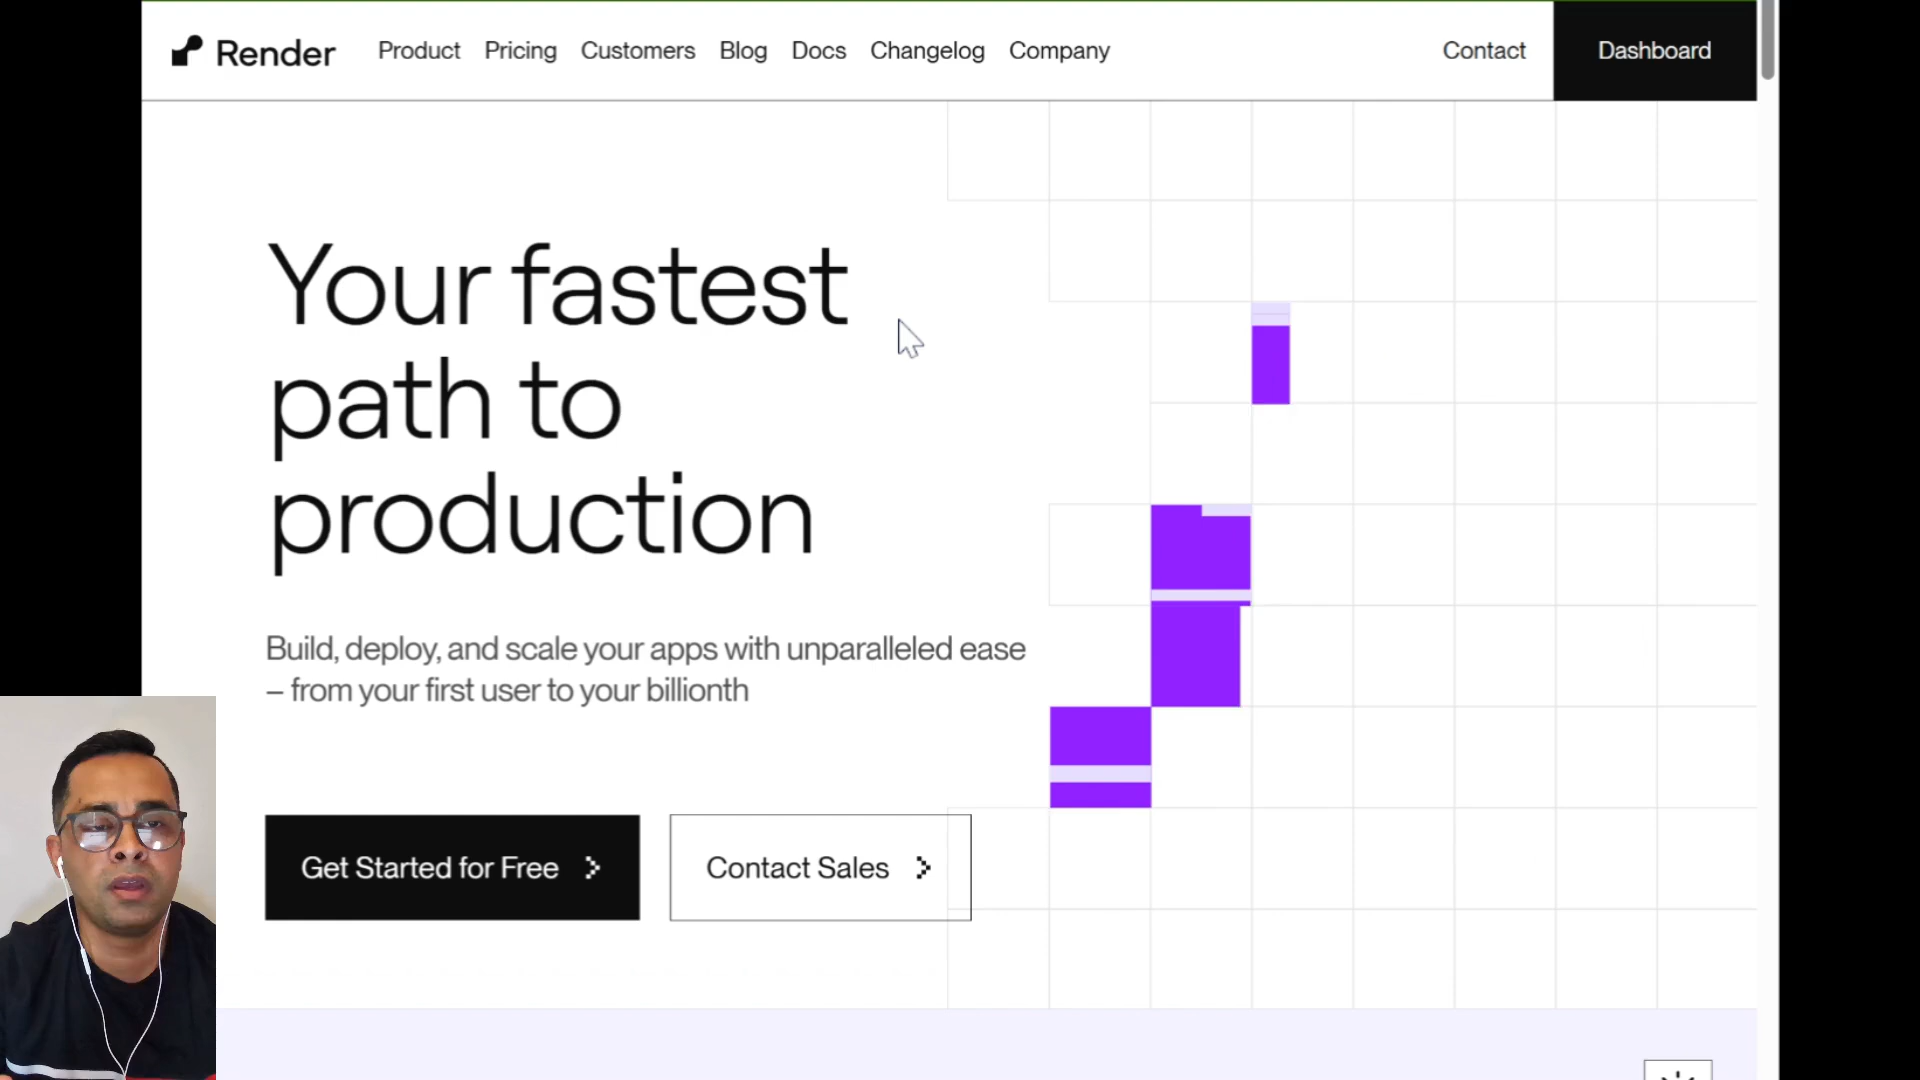 Render Product Pricing Customers Blog Docs Changelog Company Contact Dashboard
Your fastest
path to
production
Build, deploy, and scale your apps with unparalleled ease
– from your first user to your billionth
Get Started for Free Contact Sales